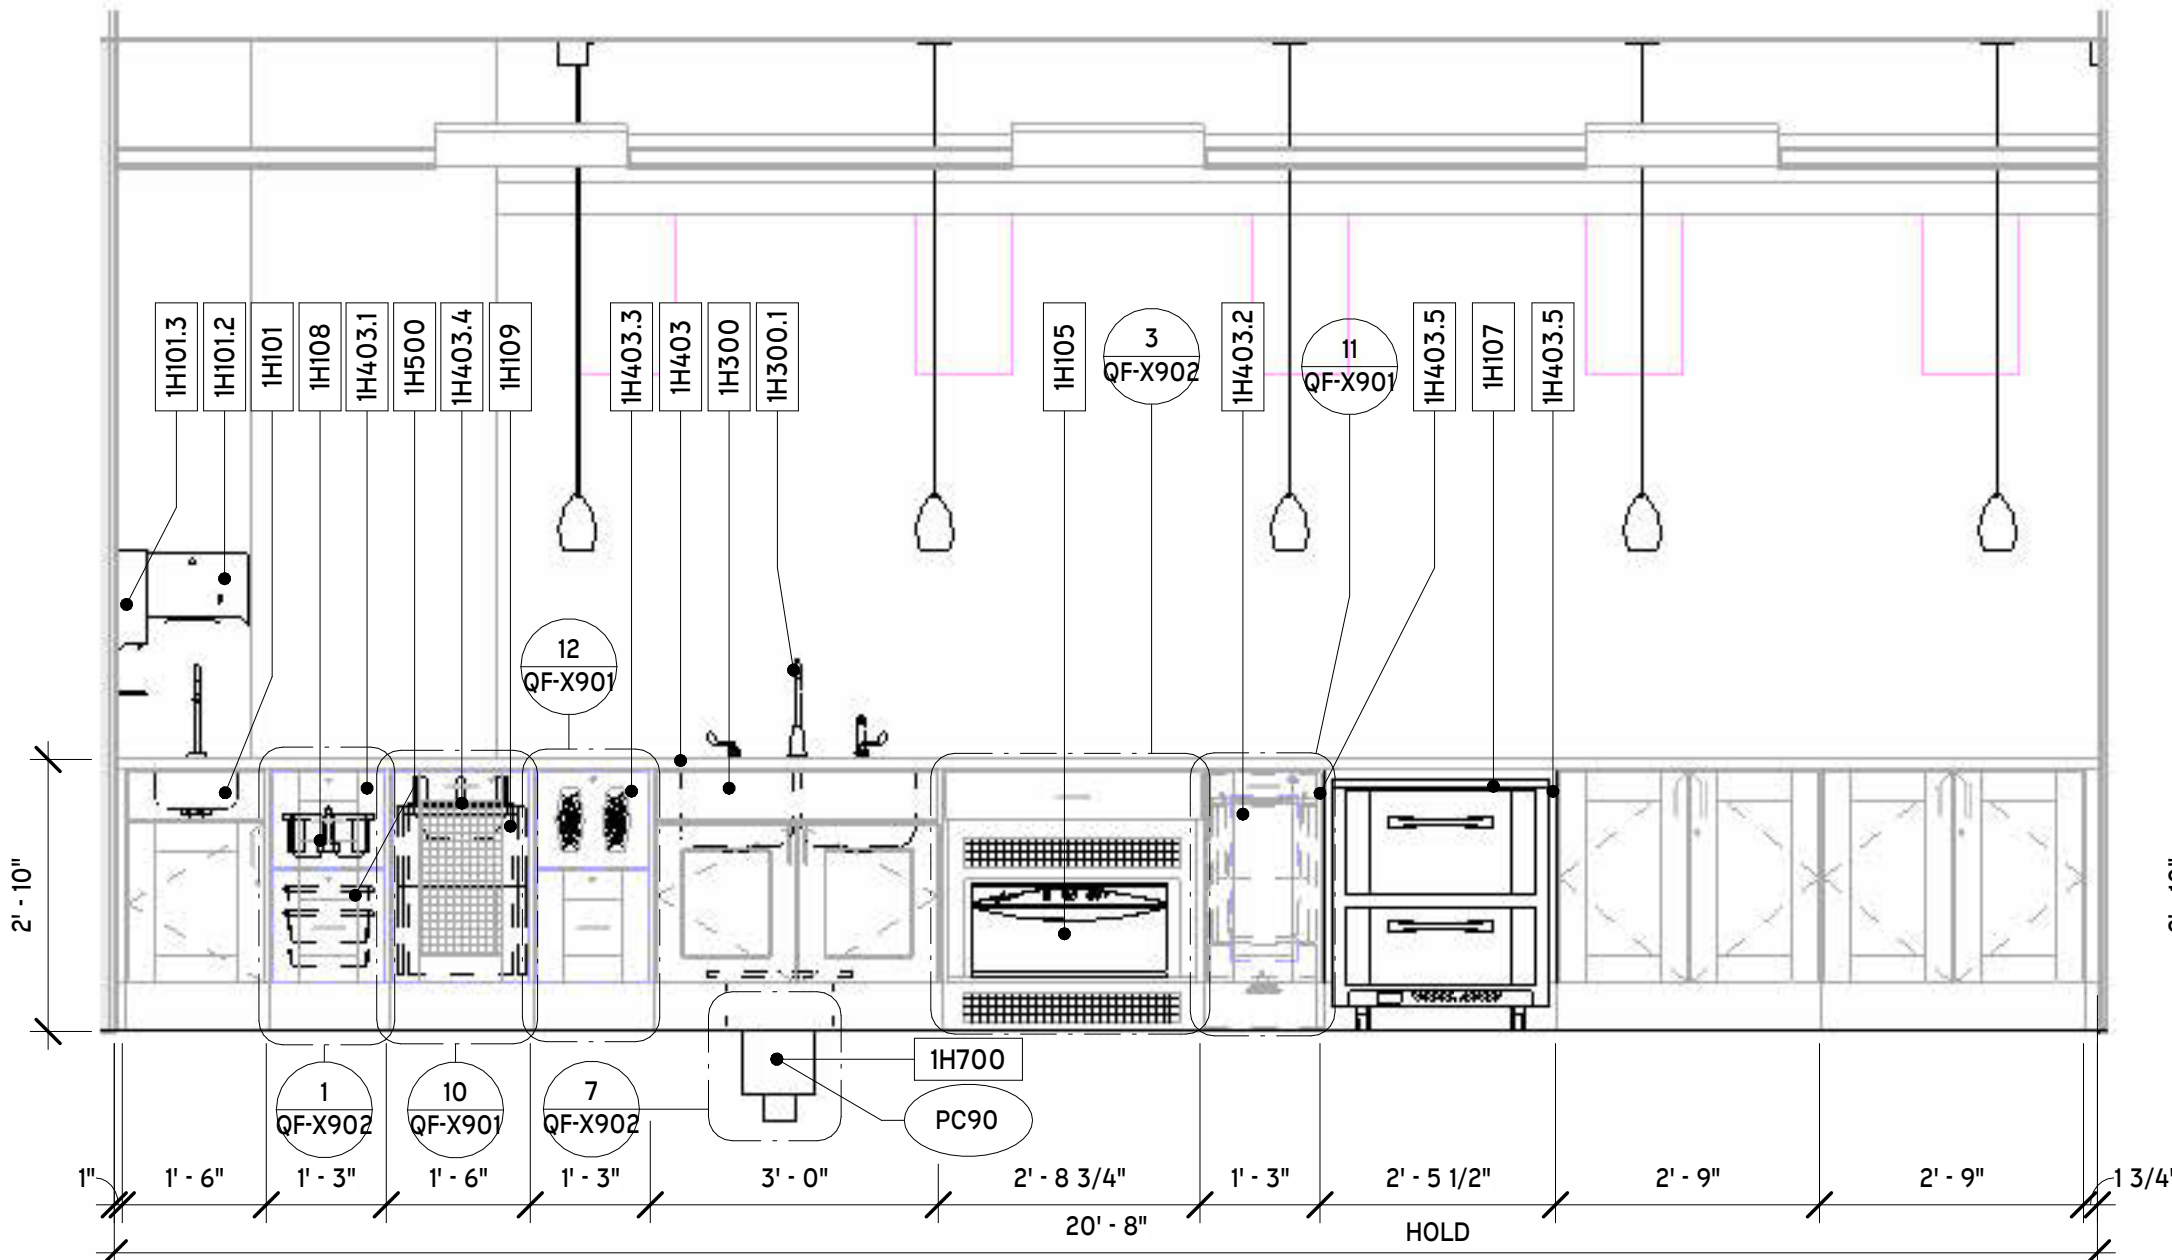 1H101.3
1H101.2
1H101
1H108
1H403.1
1H500
1H403.4
1H109
1H403.3
1H403
1H300
1H300.1
1H105
3
QF-X902
1H403.2
11
QF-X901
1H403.5
1H107
1H403.5
12
QF-X901
2' - 10"
1H700
PC90
1
QF-X902
10
QF-X901
7
QF-X902
1"
1' - 6"
1' - 3"
1' - 6"
1' - 3"
3' - 0"
2' - 8 3/4"
1' - 3"
2' - 5 1/2"
2' - 9"
2' - 9"
1 3/4"
20' - 8"
HOLD